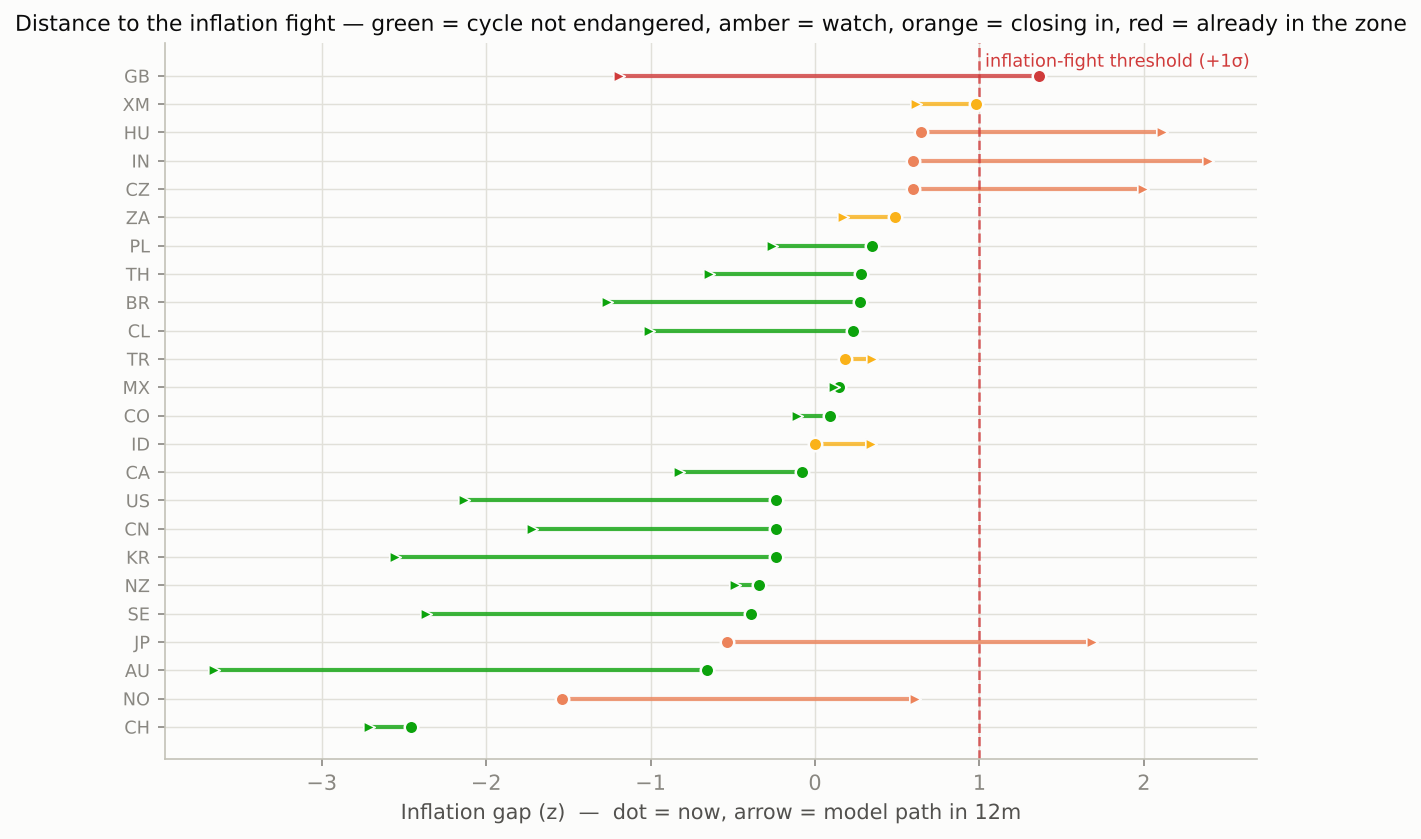 Distance to the inflation fight — green = cycle not endangered, amber = watch, orange = closing in, red = already in the zone
inflation-fight threshold (+1σ)
GB
XM
HU
IN
CZ
ZA
PL
TH
BR
CL
TR
MX
CO
ID
CA
US
CN
KR
NZ
SE
JP
AU
NO
CH
−3 −2 −1 0 1 2
Inflation gap (z) — dot = now, arrow = model path in 12m